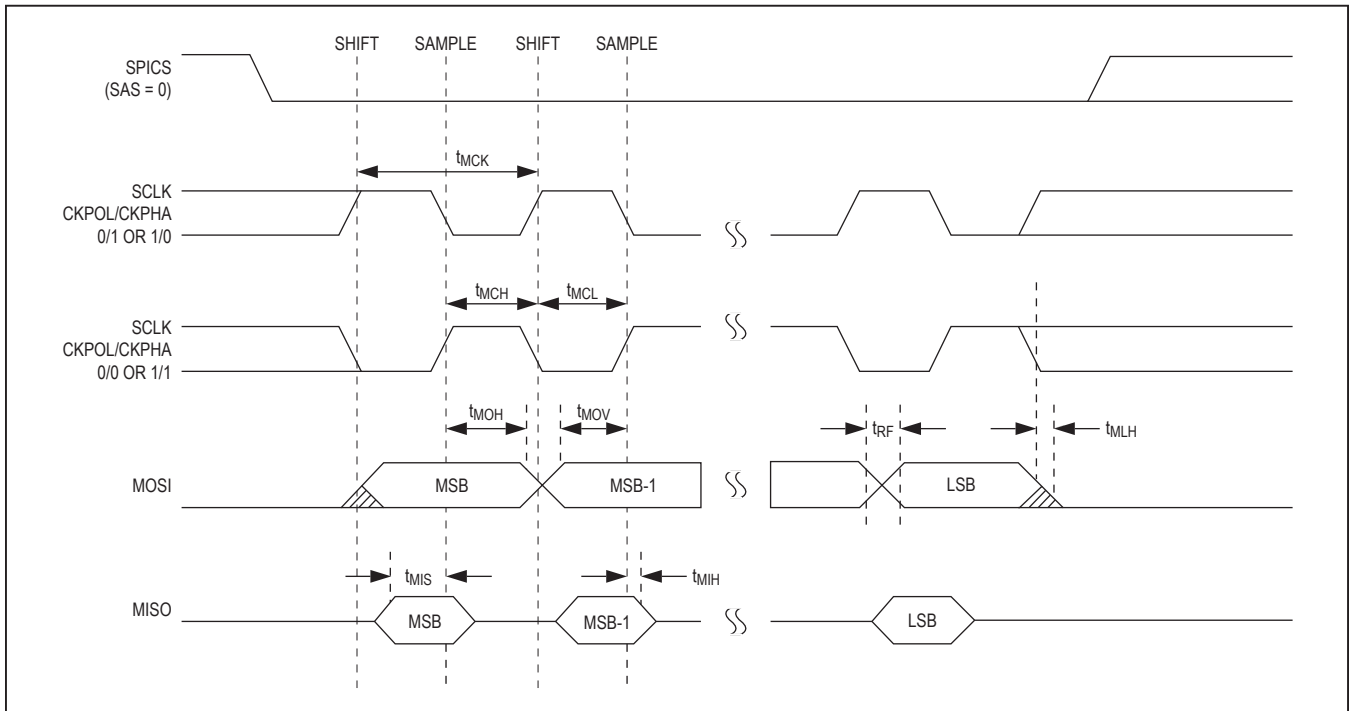 SHIFT SAMPLE SHIFT SAMPLE
SPICS
(SAS = 0)
tMCK
SCLK
CKPOL/CKPHA
0/1 OR 1/0
tMCH tMCL
SCLK
CKPOL/CKPHA
0/0 OR 1/1
tMOH tMOV tRF tMLH
MOSI MSB MSB-1 LSB
tMIS tMIH
MISO MSB MSB-1 LSB